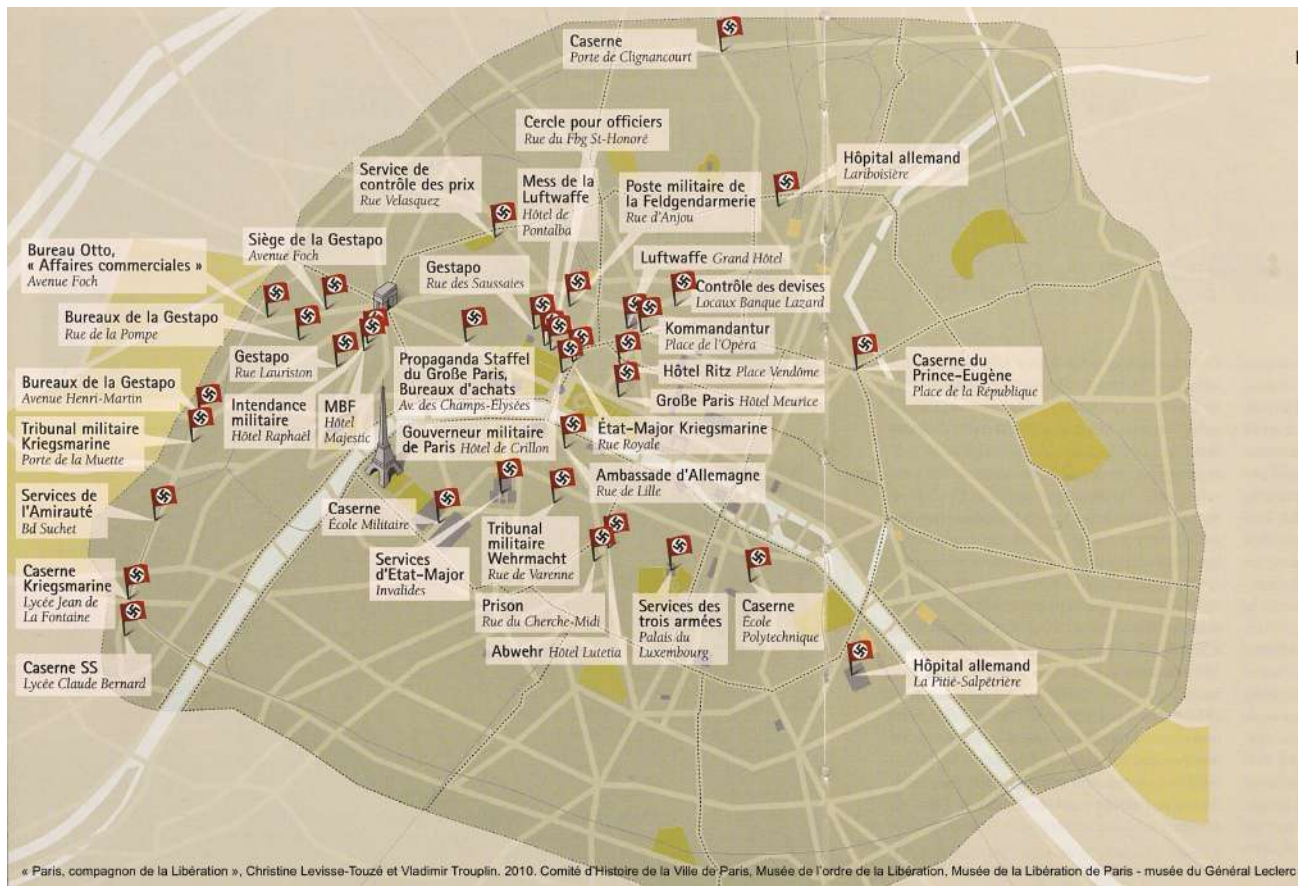 Caserne
Porte de Clignancourt
Cercle pour officiers
Rue du Fbg St-Honoré
Service de
contrôle des prix
Rue Velasquez
Mess de la
Luftwaffe
Hôtel de
Pontalba
Poste militaire de
la Feldgendarmerie
Rue d'Anjou
Hôpital allemand
Lariboisière
Bureau Otto,
« Affaires commerciales »
Avenue Foch
Siège de la Gestapo
Avenue Foch
Gestapo
Rue des Saussaies
Luftwaffe Grand Hôtel
Contrôle des devises
Locaux Banque Lazard
Bureaux de la Gestapo
Rue de la Pompe
Kommandantur
Place de l'Opéra
Gestapo
Rue Lauriston
Propaganda Staffel
du Große Paris,
Bureaux d'achats
Av. des Champs-Elysées
Hôtel Ritz Place Vendôme
Caserne du
Prince-Eugène
Place de la République
Bureaux de la Gestapo
Avenue Henri-Martin
Intendance
militaire
Hôtel Raphaël
MBF
Hôtel
Majestic
Große Paris Hôtel Meurice
Tribunal militaire
Kriegsmarine
Porte de la Muette
Gouverneur militaire
de Paris Hôtel de Crillon
État-Major Kriegsmarine
Rue Royale
Ambassade d'Allemagne
Rue de Lille
Services de
l'Amirauté
Bd Suchet
Caserne
École Militaire
Services
d'Etat-Major
Invalides
Tribunal
militaire
Wehrmacht
Rue de Varenne
Caserne
Kriegsmarine
Lycée Jean de
La Fontaine
Prison
Rue du Cherche-Midi
Services des
trois armées
Palais du
Luxembourg
Caserne
École
Polytechnique
Abwehr Hôtel Lutetia
Caserne SS
Lycée Claude Bernard
Hôpital allemand
La Pitié-Salpêtrière
« Paris, compagnon de la Libération », Christine Levisse-Touzé et Vladimir Trouplin. 2010. Comité d'Histoire de la Ville de Paris, Musée de l'ordre de la Libération, Musée de la Libération de Paris - musée du Général Leclerc